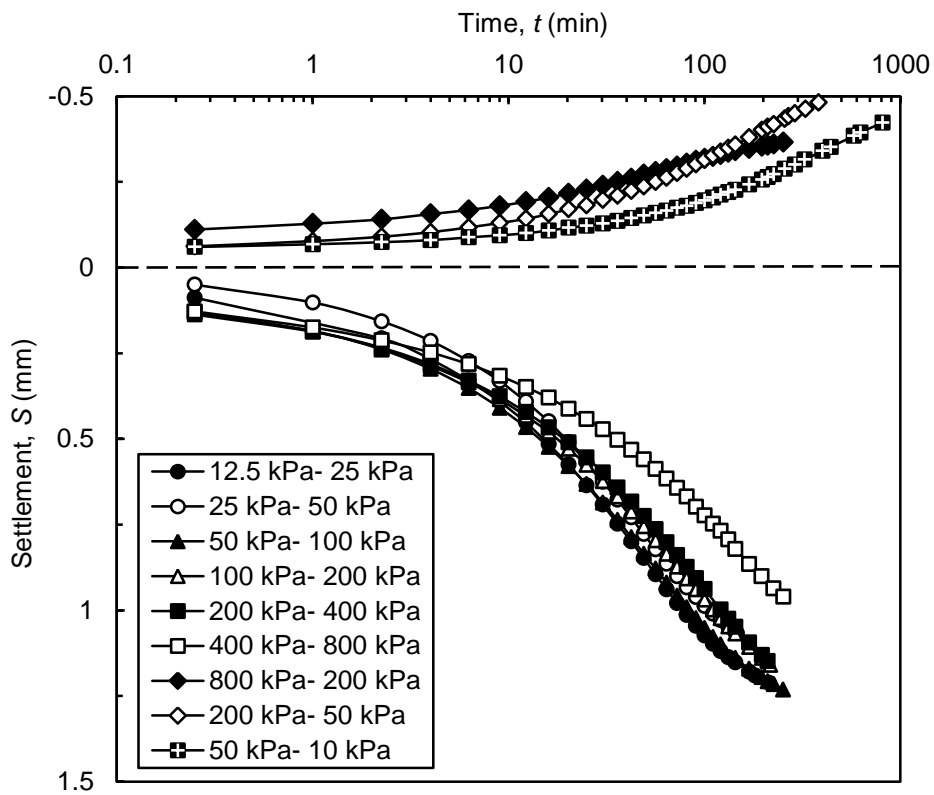 Time, t (min)
0.1 1 10 100 1000
-0.5
0
0.5
1
1.5
Settlement, S (mm)
12.5 kPa- 25 kPa
25 kPa- 50 kPa
50 kPa- 100 kPa
100 kPa- 200 kPa
200 kPa- 400 kPa
400 kPa- 800 kPa
800 kPa- 200 kPa
200 kPa- 50 kPa
50 kPa- 10 kPa